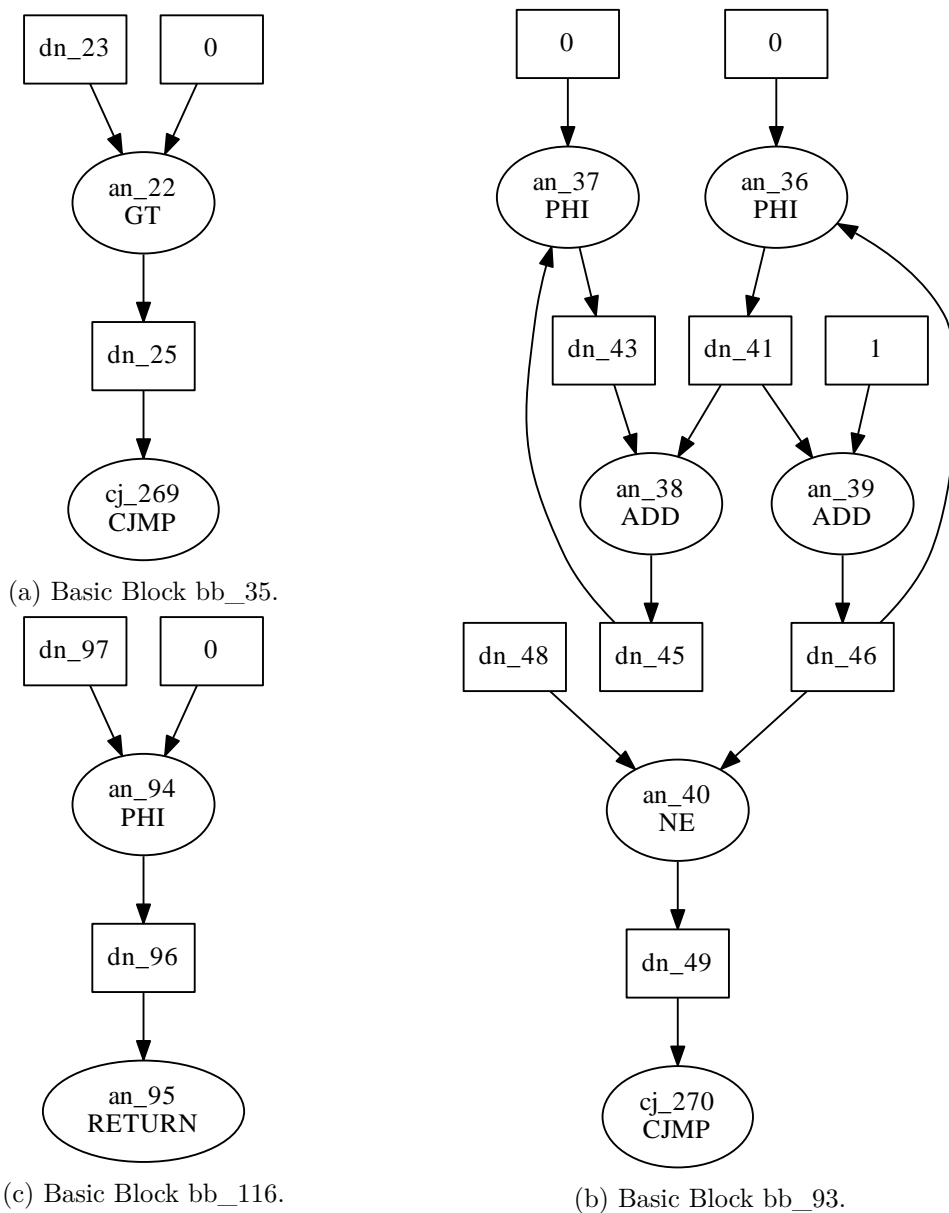 dn_23
0
an_22
GT
dn_25
cj_269
CJMP
(a) Basic Block bb_35.
dn_97
0
an_94
PHI
dn_96
an_95
RETURN
(c) Basic Block bb_116.
0
0
an_37
PHI
an_36
PHI
dn_43
dn_41
1
an_38
ADD
an_39
ADD
dn_48
dn_45
dn_46
an_40
NE
dn_49
cj_270
CJMP
(b) Basic Block bb_93.